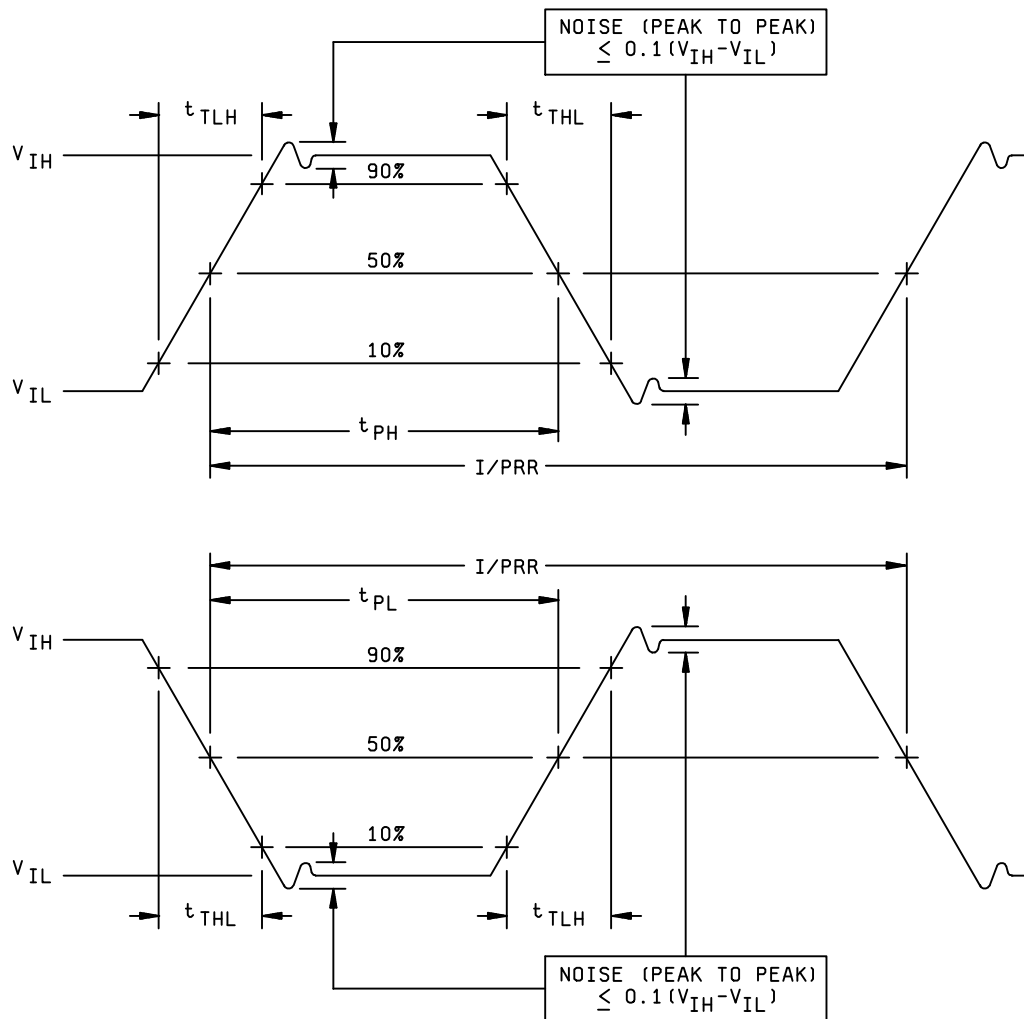 NOISE (PEAK TO PEAK)
≤ 0.1(VIH-VIL)
tTLH
tTHL
VIH
90%
50%
10%
VIL
tPH
I/PRR
I/PRR
tPL
VIH
90%
50%
10%
VIL
tTHL
tTLH
NOISE (PEAK TO PEAK)
≤ 0.1(VIH-VIL)